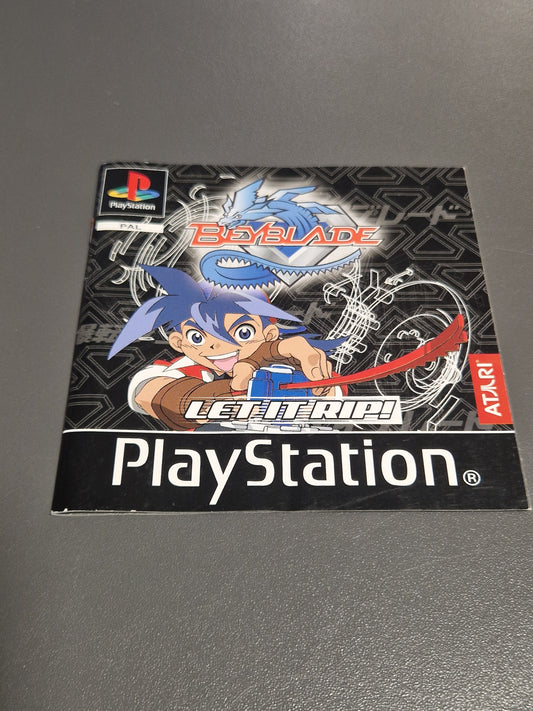 PlayStation
PAL
BEYBLADE
LET IT RIP!
ATARI
PlayStation®